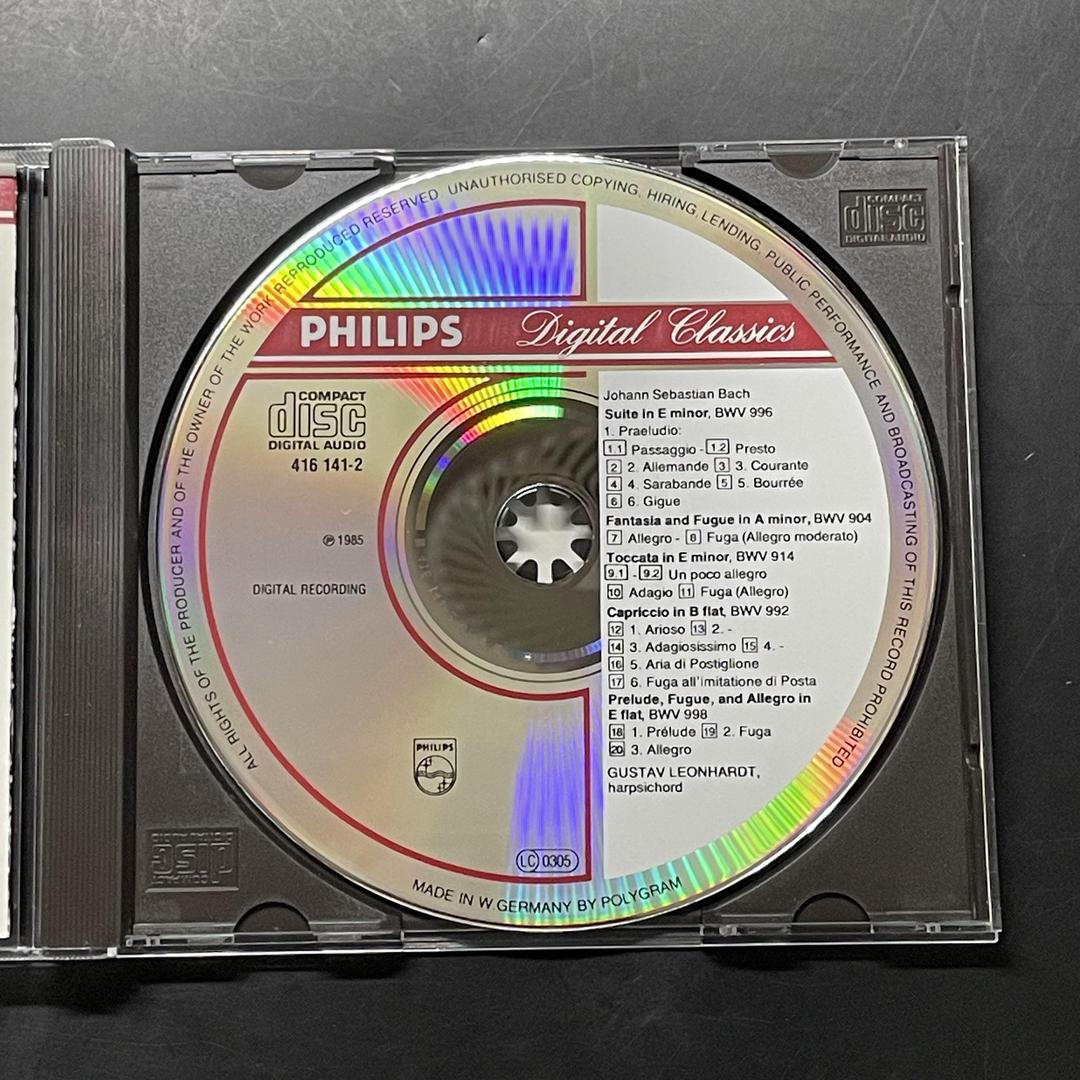 ALL RIGHTS OF THE PRODUCER AND OF THE OWNER OF THE WORK REPRODUCED RESERVED UNAUTHORISED COPYING, HIRING, LENDING, PUBLIC PERFORMANCE AND BROADCASTING OF THIS RECORD PROHIBITED
COMPACT
disc
DIGITAL AUDIO
PHILIPS Digital Classics
COMPACT
disc
DIGITAL AUDIO
416 141-2
℗ 1985
DIGITAL RECORDING
Johann Sebastian Bach
Suite in E minor, BWV 996
1. Praeludio:
1.1 Passaggio - 1.2 Presto
2 2. Allemande 3 3. Courante
4 4. Sarabande 5 5. Bourrée
6 6. Gigue
Fantasia and Fugue in A minor, BWV 904
7 Allegro - 8 Fuga (Allegro moderato)
Toccata in E minor, BWV 914
9.1 - 9.2 Un poco allegro
10 Adagio 11 Fuga (Allegro)
Capriccio in B flat, BWV 992
12 1. Arioso 13 2. -
14 3. Adagiosissimo 15 4. -
16 5. Aria di Postiglione
17 6. Fuga all'imitatione di Posta
Prelude, Fugue, and Allegro in
E flat, BWV 998
18 1. Prélude 19 2. Fuga
20 3. Allegro
GUSTAV LEONHARDT,
harpsichord
PHILIPS
LC 0305
MADE IN W. GERMANY BY POLYGRAM